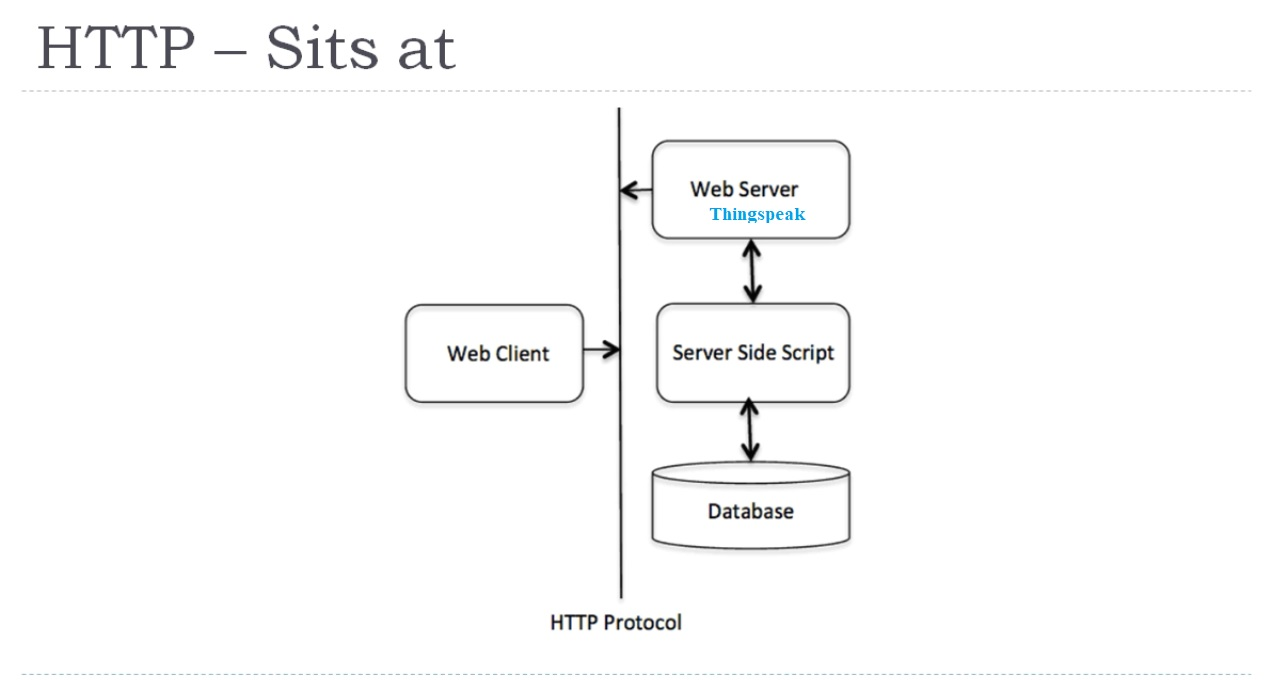 HTTP – Sits at
Web Server
Thingspeak
Web Client
Server Side Script
Database
HTTP Protocol